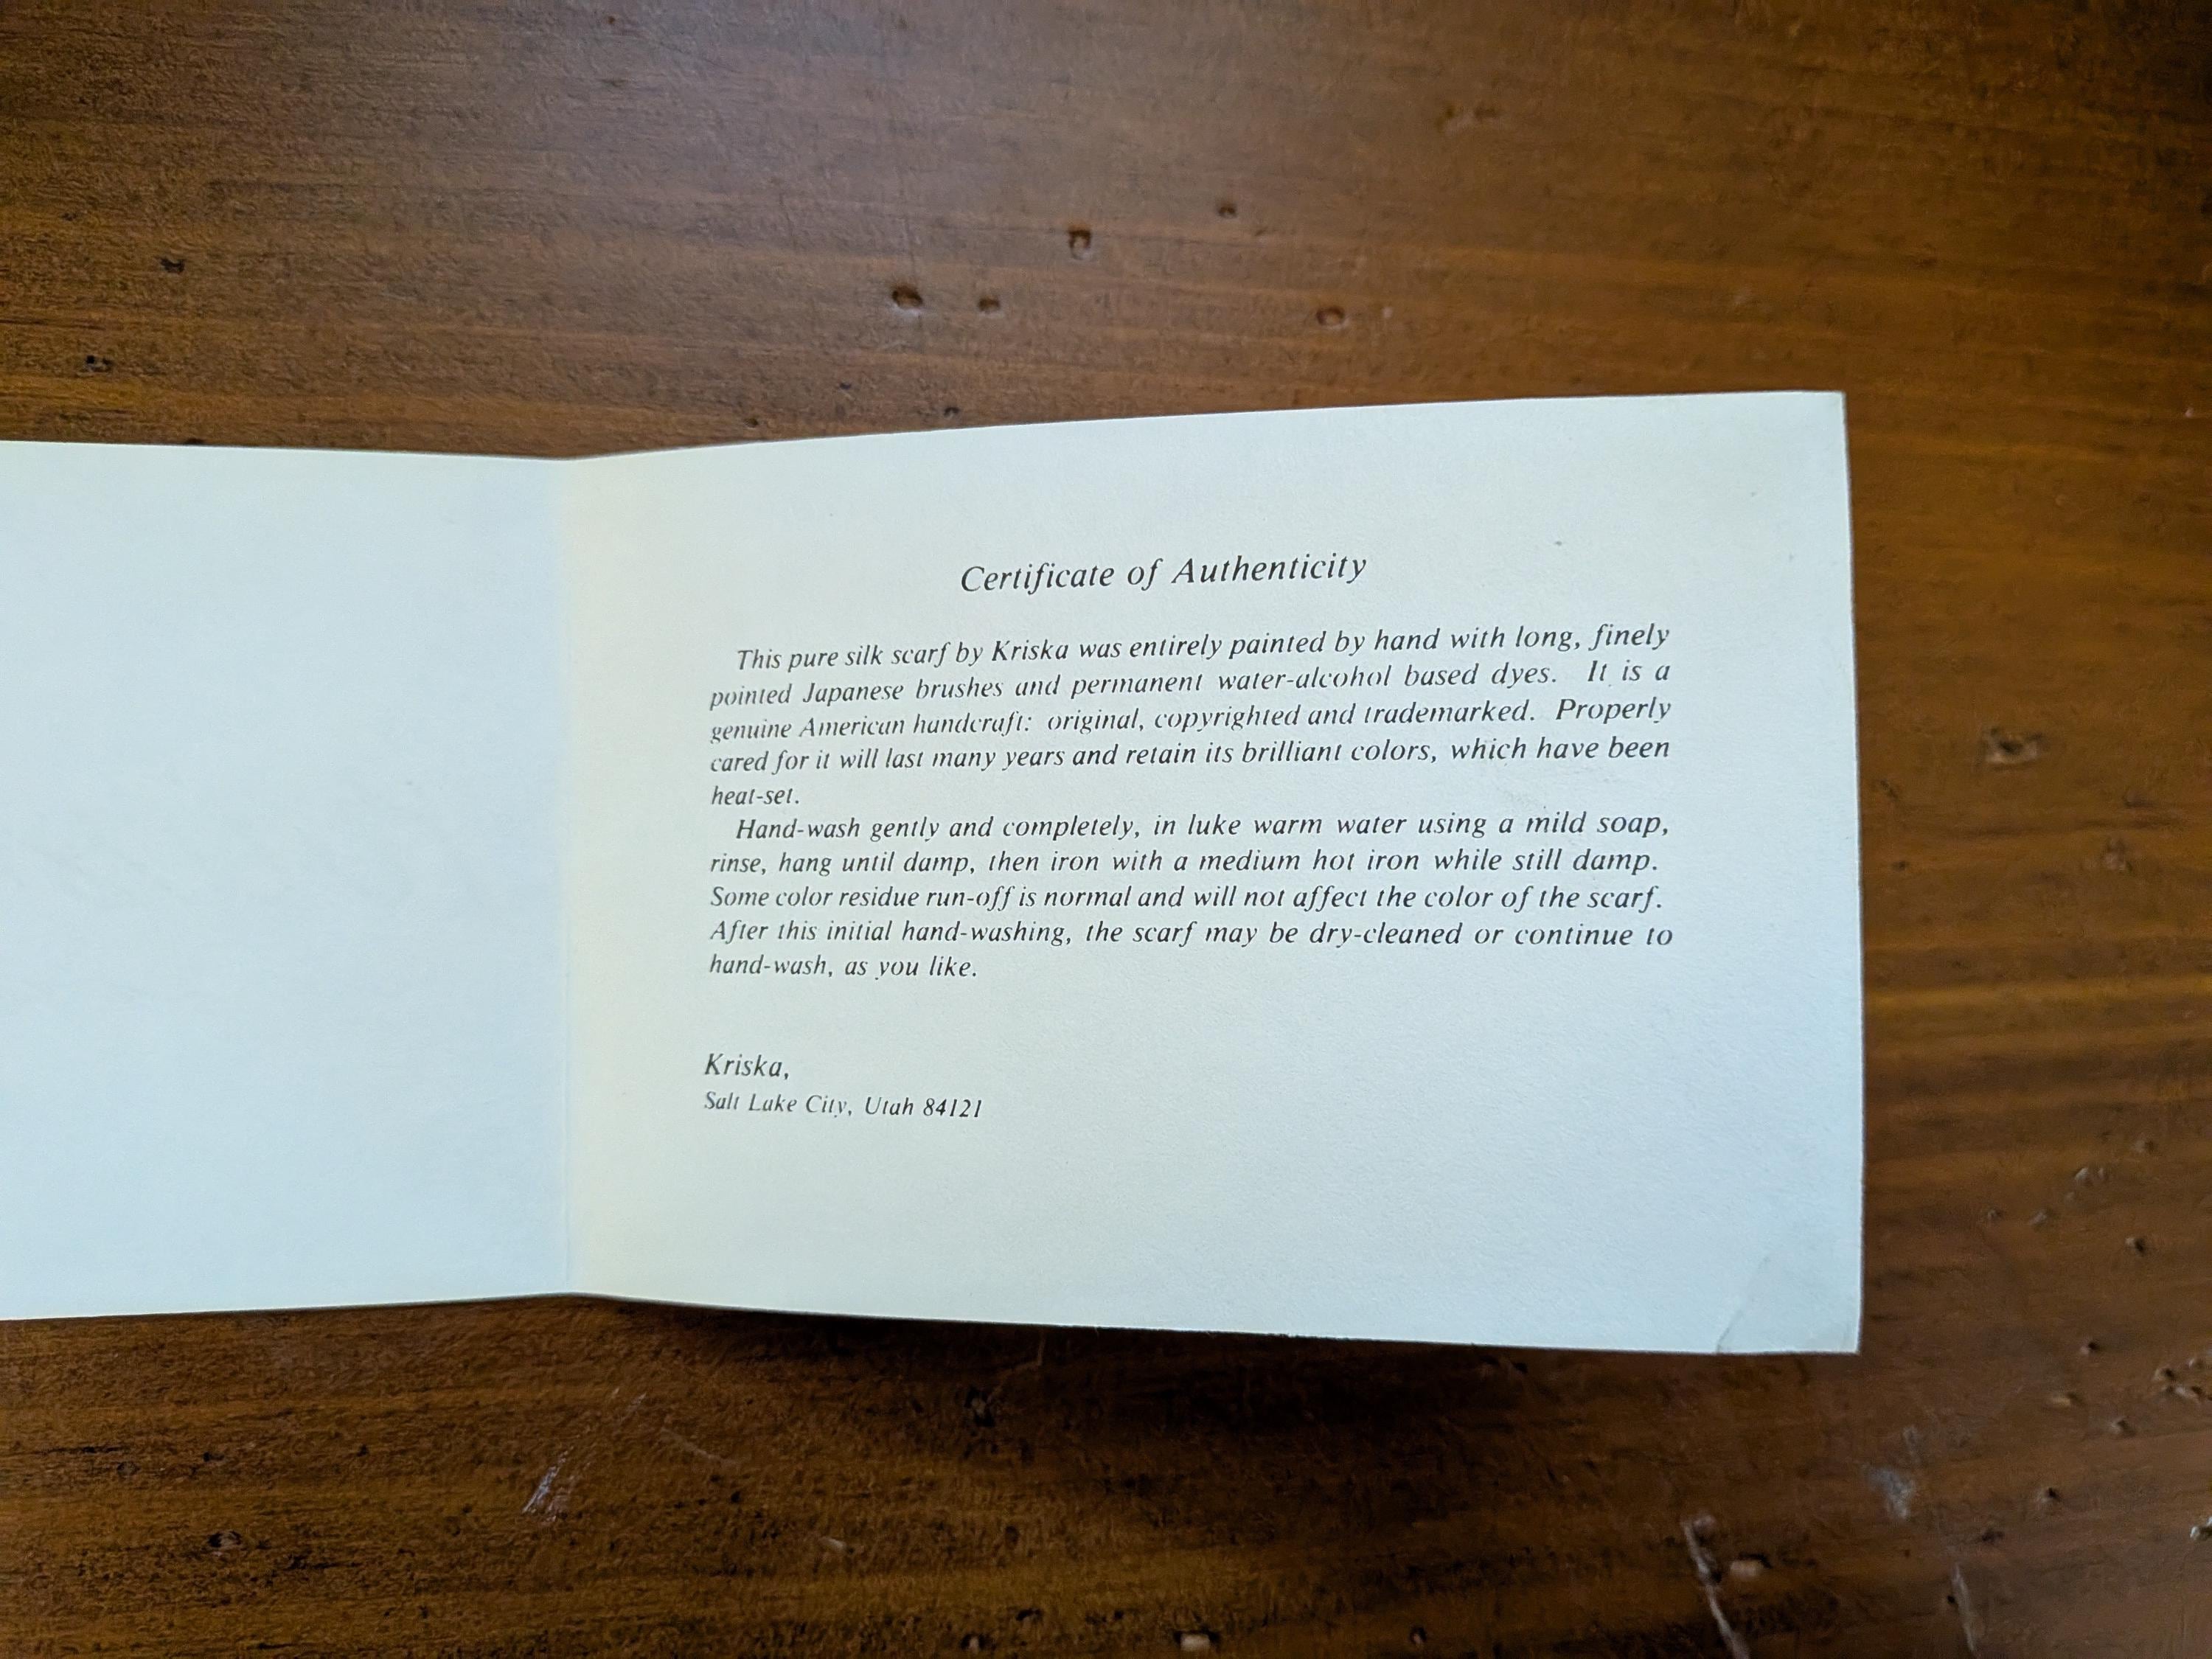 Certificate of Authenticity
This pure silk scarf by Kriska was entirely painted by hand with long, finely
pointed Japanese brushes and permanent water-alcohol based dyes. It is a
genuine American handcraft: original, copyrighted and trademarked. Properly
cared for it will last many years and retain its brilliant colors, which have been
heat-set.
Hand-wash gently and completely, in luke warm water using a mild soap,
rinse, hang until damp, then iron with a medium hot iron while still damp.
Some color residue run-off is normal and will not affect the color of the scarf.
After this initial hand-washing, the scarf may be dry-cleaned or continue to
hand-wash, as you like.
Kriska,
Salt Lake City, Utah 84121